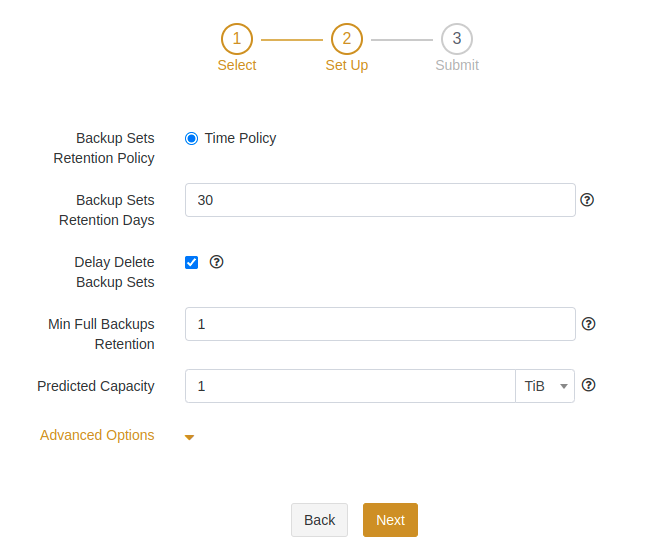 1
2
3
Select
Set Up
Submit
Backup Sets
Retention Policy
Time Policy
Backup Sets
Retention Days
30
Delay Delete
Backup Sets
Min Full Backups
Retention
1
Predicted Capacity
1
TiB
Advanced Options
Back
Next